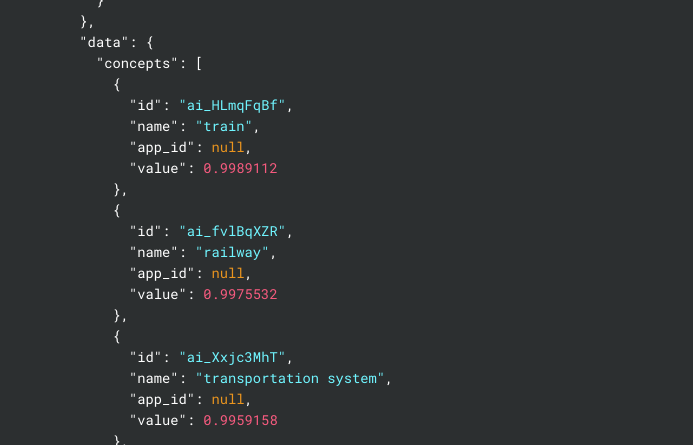 }
},
"data": {
"concepts": [
{
"id": "ai_HLmqFqBf",
"name": "train",
"app_id": null,
"value": 0.9989112
},
{
"id": "ai_fvlBqXZR",
"name": "railway",
"app_id": null,
"value": 0.9975532
},
{
"id": "ai_Xxjc3MhT",
"name": "transportation system",
"app_id": null,
"value": 0.9959158
},